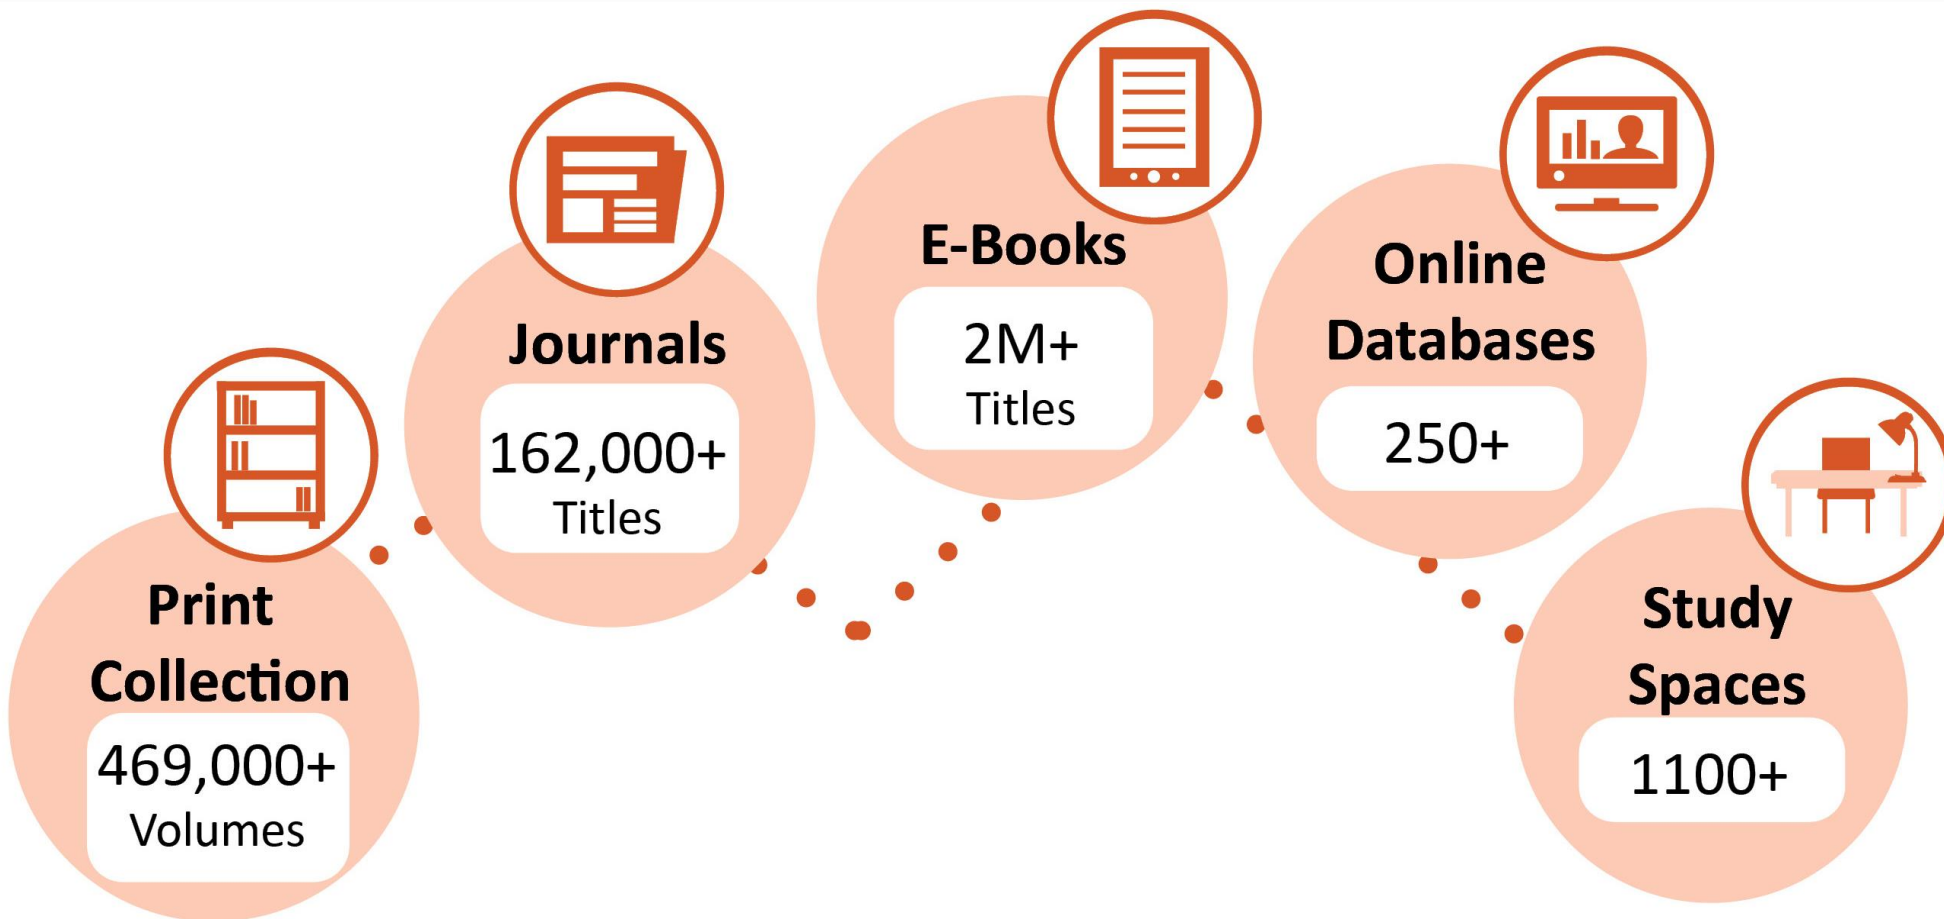 Print
Collection
469,000+
Volumes
Journals
162,000+
Titles
E-Books
2M+
Titles
Online
Databases
250+
Study
Spaces
1100+